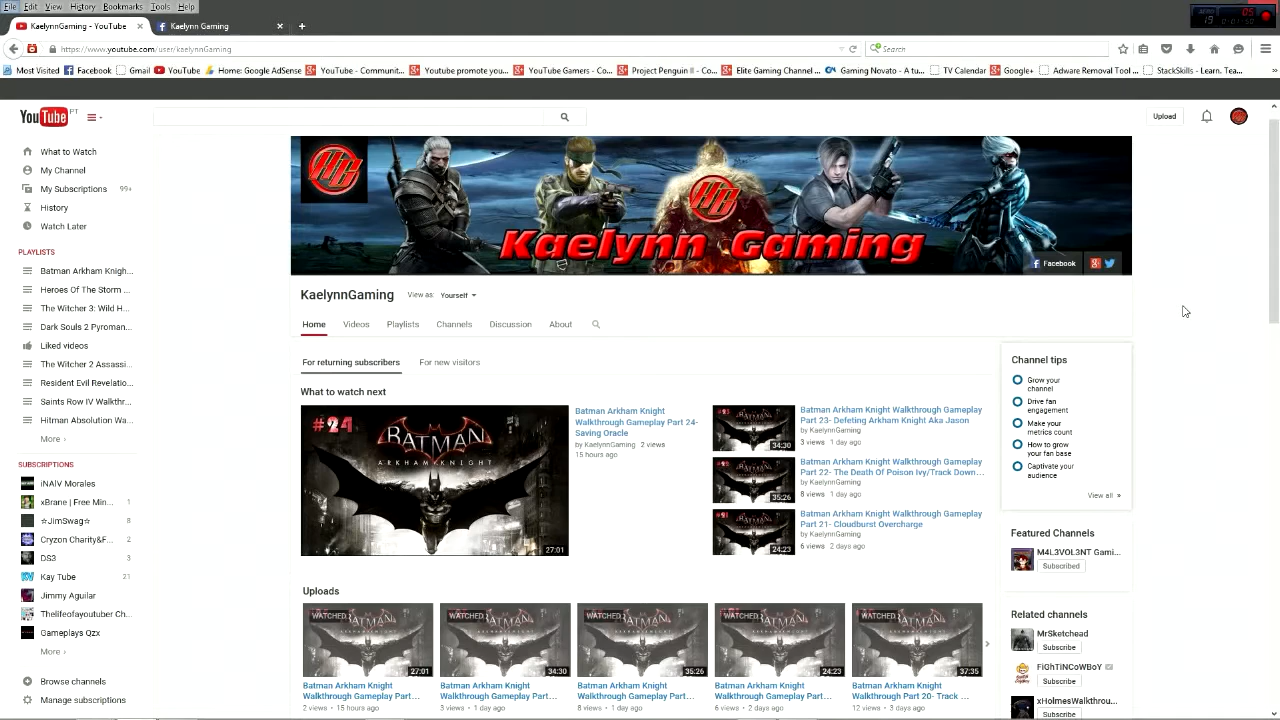 File Edit View History Bookmarks Tools Help
KaelynnGaming - YouTube × Kaelynn Gaming × +
https://www.youtube.com/user/kaelynnGaming Search
Most Visited Facebook Gmail YouTube Home: Google AdSense YouTube - Communit... Youtube promote you... YouTube Gamers - Co... Project Penguin II - Co... Elite Gaming Channel ... Gaming Novato - A tu... TV Calendar Google+ Adware Removal Tool ... StackSkills - Learn. Tea...
YouTube PT
Upload
What to Watch
My Channel
My Subscriptions 99+
History
Watch Later
PLAYLISTS
Batman Arkham Knigh...
Heroes Of The Storm ...
The Witcher 3: Wild H...
Dark Souls 2 Pyroman...
Liked videos
The Witcher 2 Assassi...
Resident Evil Revelatio...
Saints Row IV Walkthr...
Hitman Absolution Wa...
More ›
SUBSCRIPTIONS
iNAIV Morales
xBrane | Free Min... 1
☆JimSwag☆ 8
Cryzon Charity&F... 2
DS3 3
Kay Tube 21
Jimmy Aguilar
Thelifeofayoutuber Ch...
Gameplays Qzx
More ›
Browse channels
Manage subscriptions
Kaelynn Gaming
Facebook
KaelynnGaming View as: Yourself
Home Videos Playlists Channels Discussion About
For returning subscribers For new visitors
What to watch next
#24
BATMAN
ARKHAM KNIGHT
27:01
Batman Arkham Knight
Walkthrough Gameplay Part 24-
Saving Oracle
by KaelynnGaming 2 views
15 hours ago
34:30
Batman Arkham Knight Walkthrough Gameplay
Part 23- Defeting Arkham Knight Aka Jason
by KaelynnGaming
3 views 1 day ago
35:26
Batman Arkham Knight Walkthrough Gameplay
Part 22- The Death Of Poison Ivy/Track Down...
by KaelynnGaming
8 views 1 day ago
24:23
Batman Arkham Knight Walkthrough Gameplay
Part 21- Cloudburst Overcharge
by KaelynnGaming
6 views 2 days ago
Uploads
WATCHED WATCHED WATCHED WATCHED WATCHED
27:01 34:30 35:26 24:23 37:35
Batman Arkham Knight Batman Arkham Knight Batman Arkham Knight Batman Arkham Knight Batman Arkham Knight
Walkthrough Gameplay Part... Walkthrough Gameplay Part... Walkthrough Gameplay Part... Walkthrough Gameplay Part... Walkthrough Gameplay Part 20- Track ...
2 views • 15 hours ago 3 views • 1 day ago 8 views • 1 day ago 6 views • 2 days ago 12 views • 3 days ago
Channel tips
Grow your
channel
Drive fan
engagement
Make your
metrics count
How to grow
your fan base
Captivate your
audience
View all »
Featured Channels
M4L3VOL3NT Gami...
Subscribed
Related channels
MrSketchead
Subscribe
FiGhTiNCoWBoY
Subscribe
xHolmesWalkthrou...
Subscribe